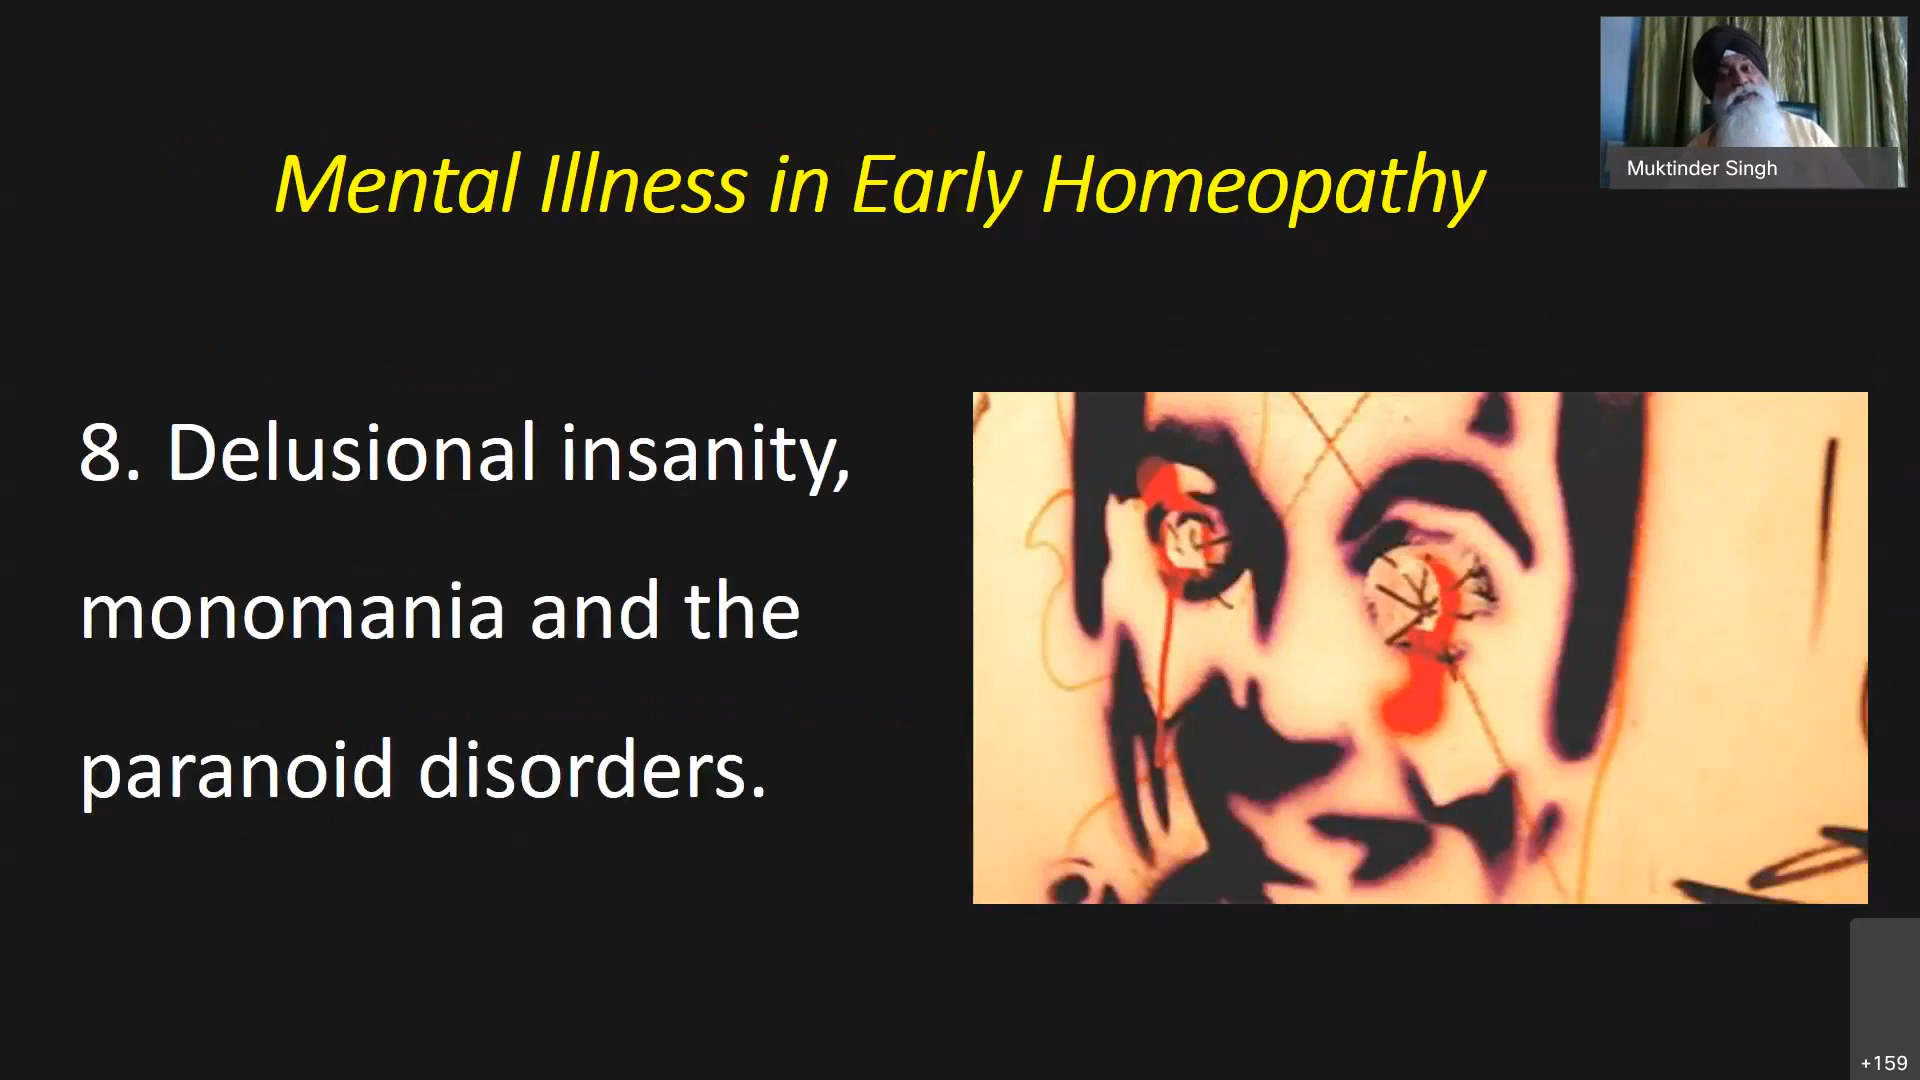 Mental Illness in Early Homeopathy
Muktinder Singh
8. Delusional insanity,
monomania and the
paranoid disorders.
+159